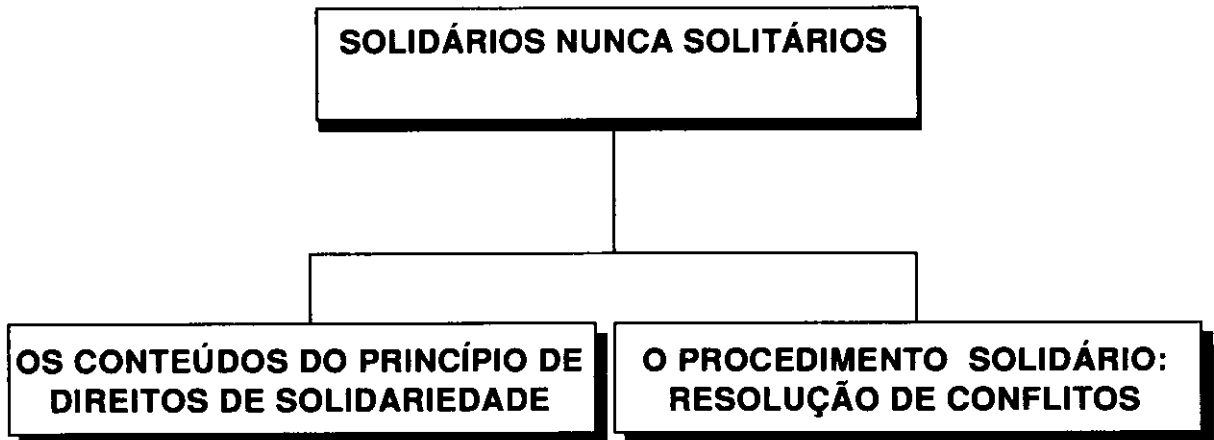 SOLIDÁRIOS NUNCA SOLITÁRIOS
OS CONTEÚDOS DO PRINCÍPIO DE
DIREITOS DE SOLIDARIEDADE
O PROCEDIMENTO SOLIDÁRIO:
RESOLUÇÃO DE CONFLITOS